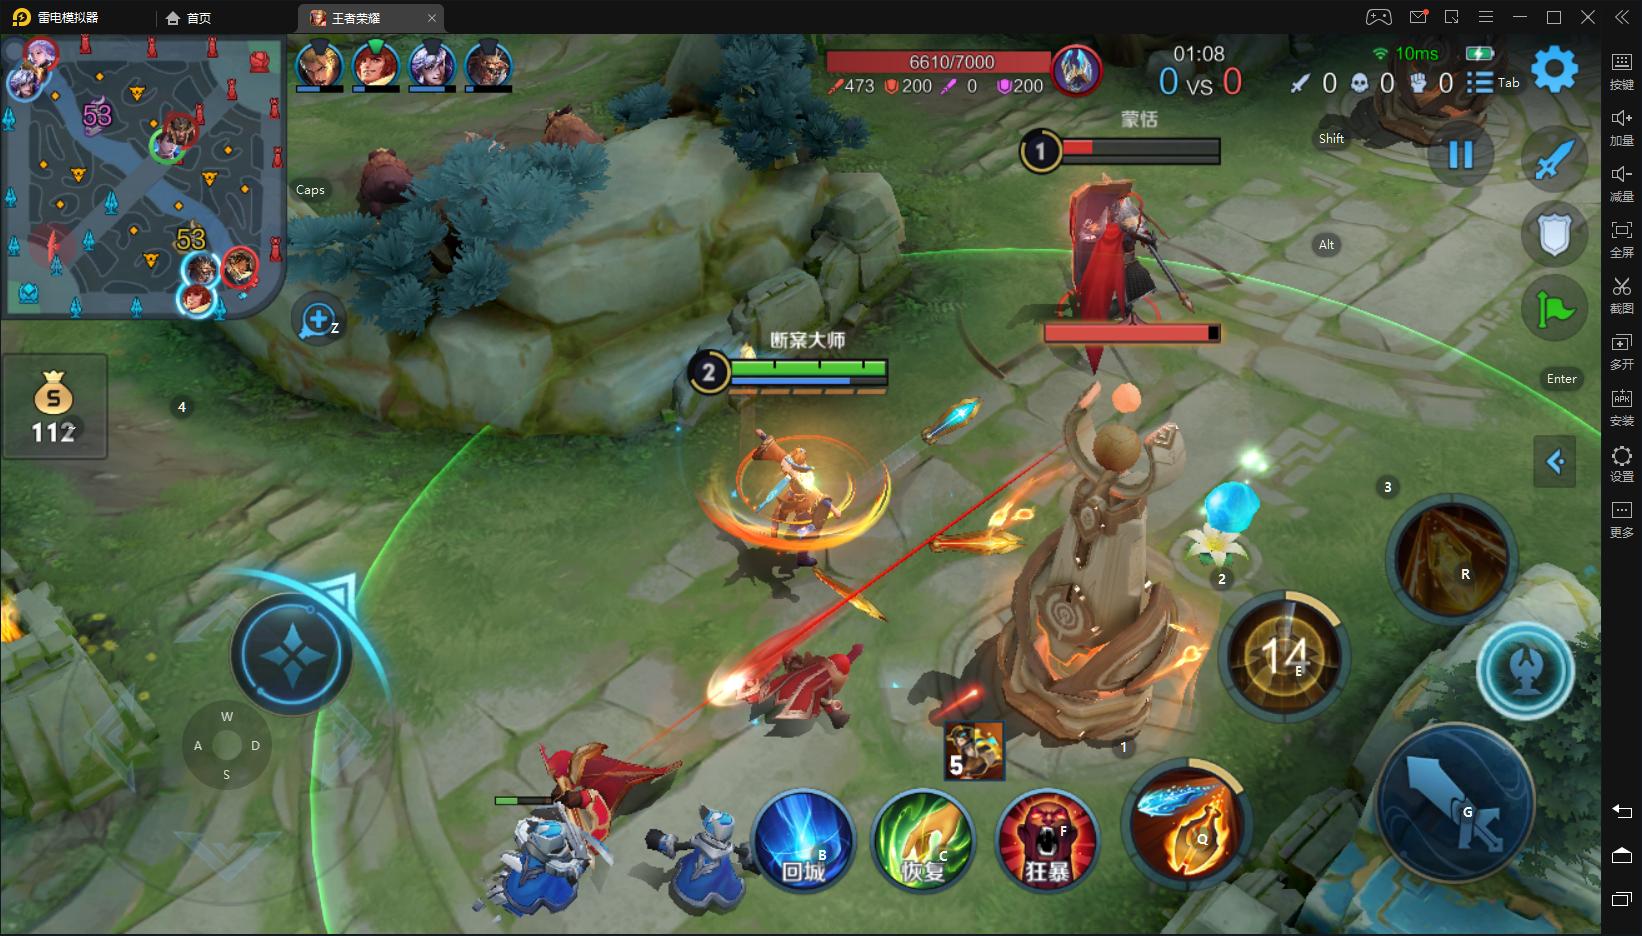 雷电模拟器
首页
王者荣耀
6610/7000
473 200 0 200
01:08
0 VS 0
10ms
0 0 0 Tab
按键
加量
减量
全屏
截图
多开
安装
设置
更多
53
53
Caps
Shift
蒙恬
1
Alt
Z
断案大师
2
Enter
S
112
4
3
R
2
14
E
W
A D
S
1
5
B
回城
C
恢复
F
狂暴
Q
G
APK